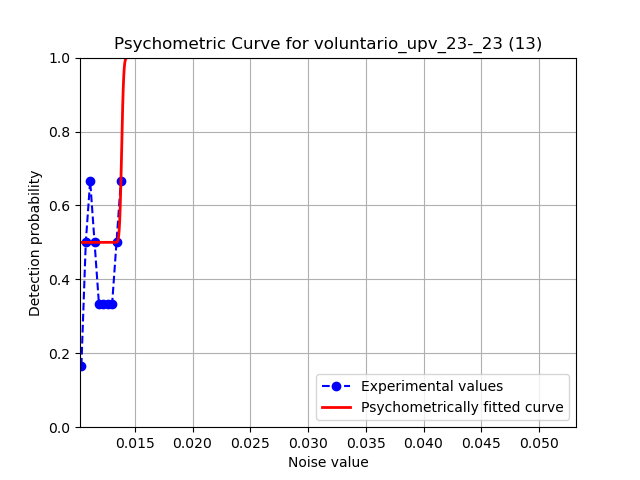 Psychometric Curve for voluntario_upv_23-_23 (13)
1.0
0.8
0.6
0.4
0.2
0.0
Detection probability
Experimental values
Psychometrically fitted curve
0.015 0.020 0.025 0.030 0.035 0.040 0.045 0.050
Noise value